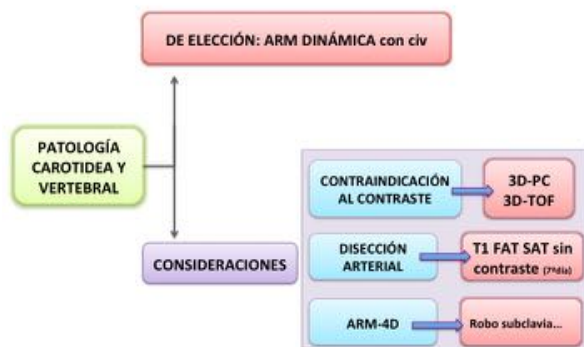 DE ELECCIÓN: ARM DINÁMICA con civ
PATOLOGÍA
CAROTIDEA Y
VERTEBRAL
CONSIDERACIONES
CONTRAINDICACIÓN
AL CONTRASTE
3D-PC
3D-TOF
DISECCIÓN
ARTERIAL
T1 FAT SAT sin
contraste (7ºdía)
ARM-4D
Robo subclavia...